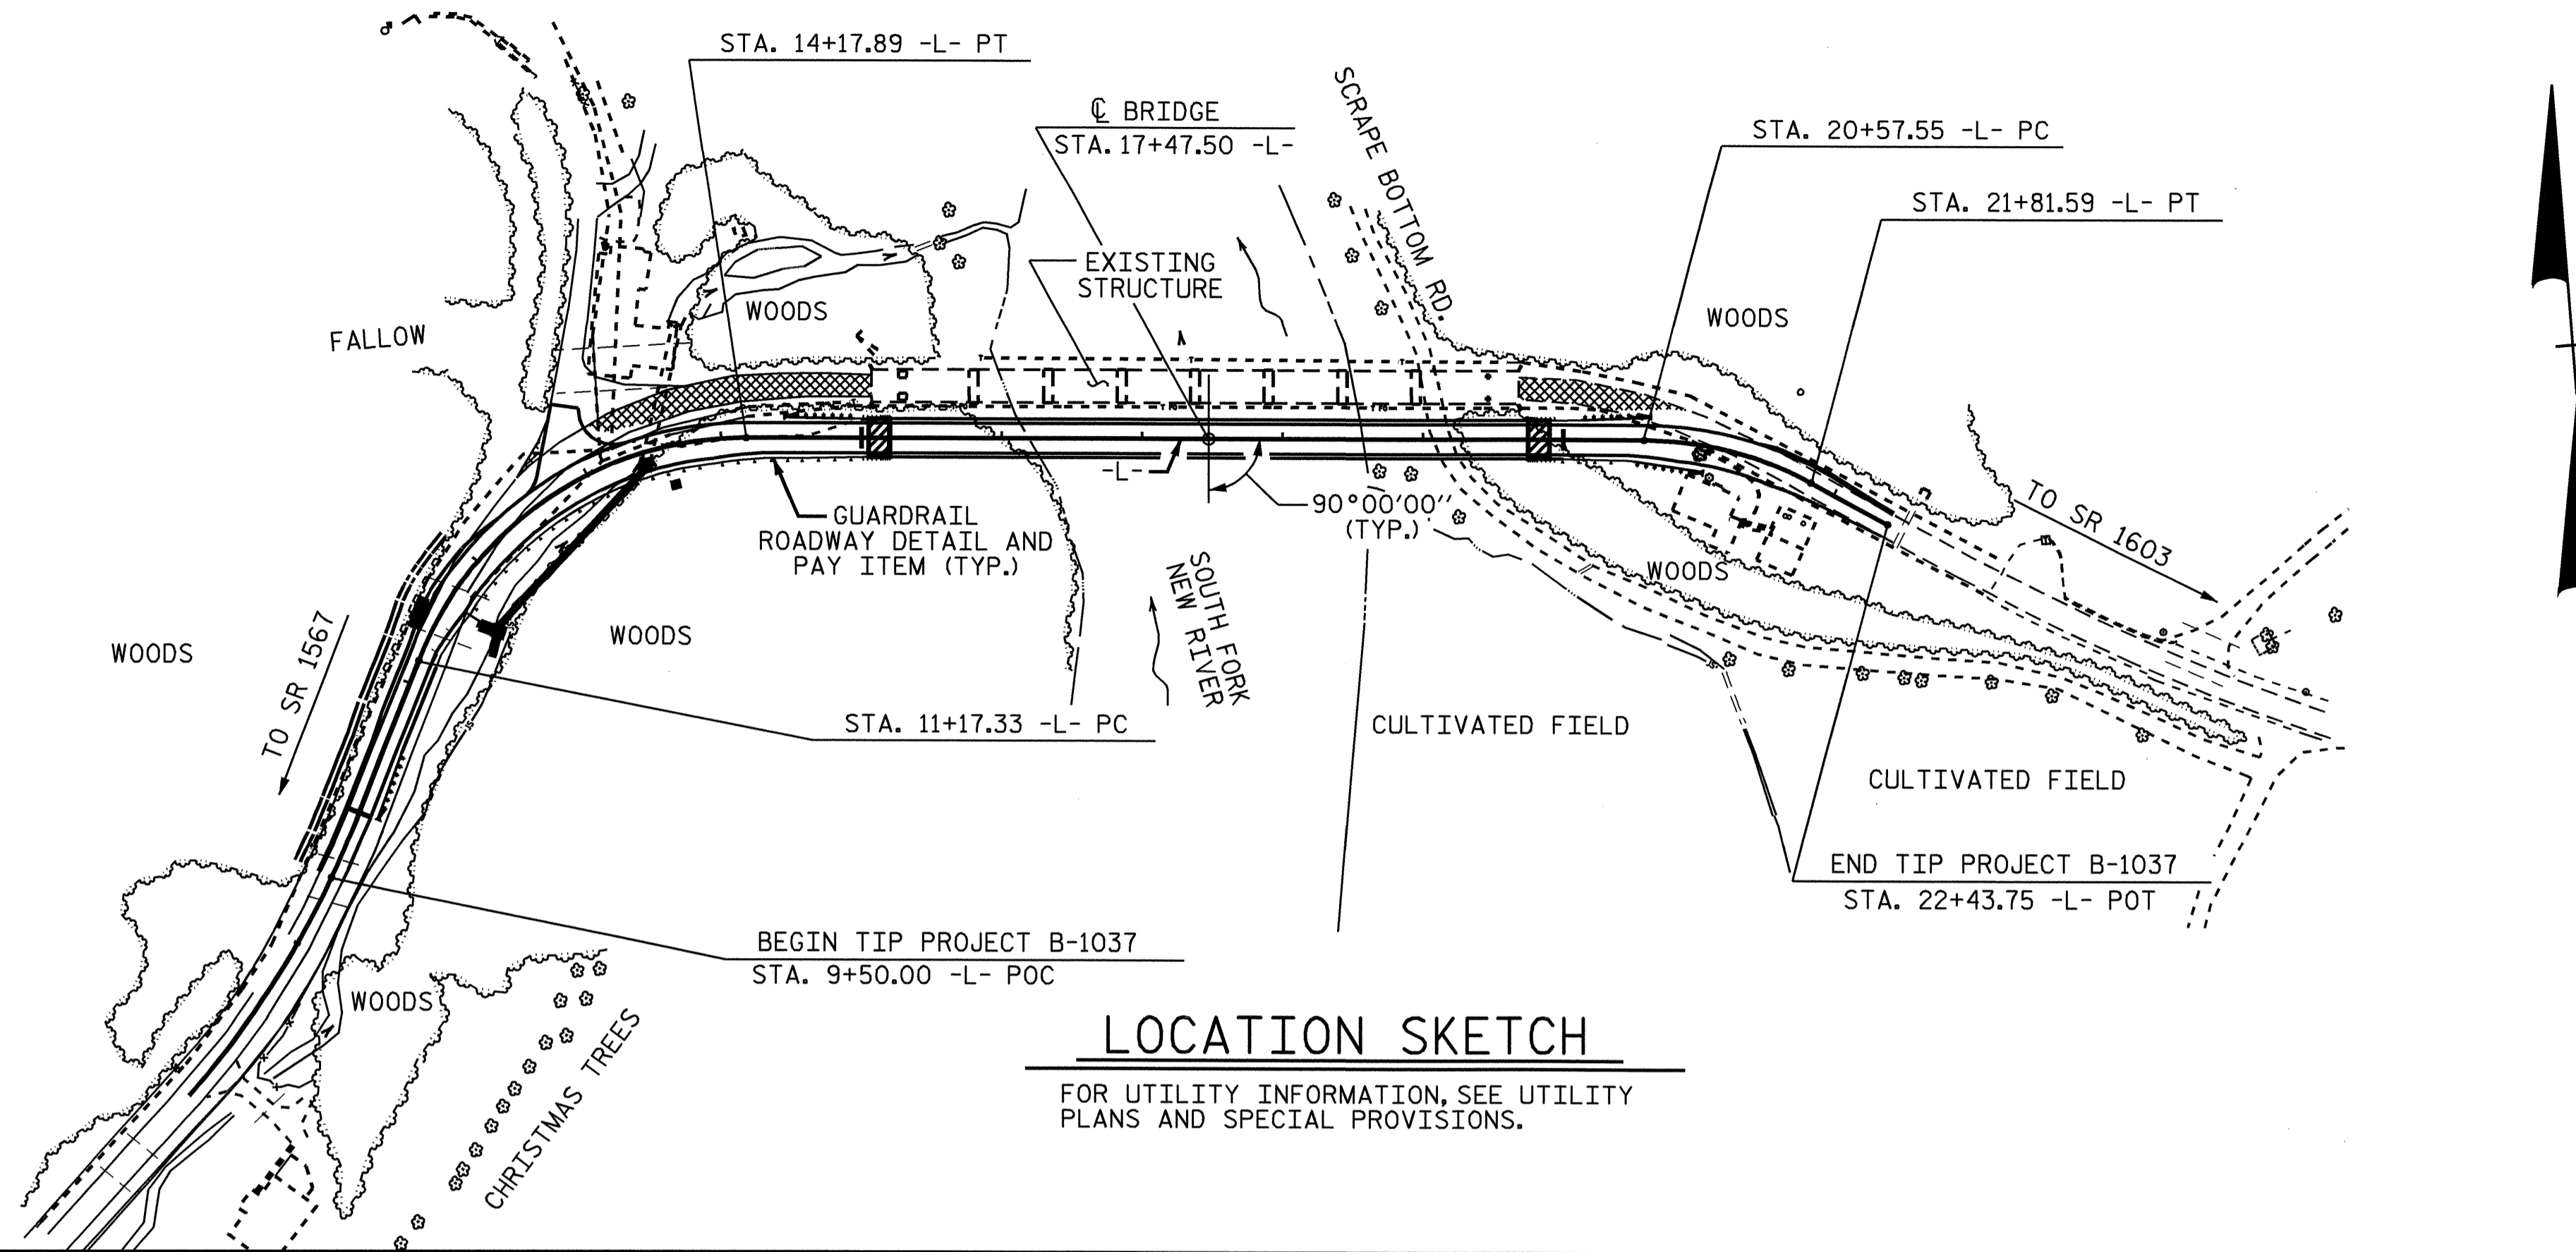 STA. 14+17.89 -L- PT
℄ BRIDGE
STA. 17+47.50 -L-
SCRAPE BOTTOM RD.
STA. 20+57.55 -L- PC
STA. 21+81.59 -L- PT
EXISTING
STRUCTURE
WOODS
WOODS
FALLOW
-L-
90°00'00"
(TYP.)
GUARDRAIL
ROADWAY DETAIL AND
PAY ITEM (TYP.)
TO SR 1603
SOUTH FORK
NEW RIVER
WOODS
WOODS
WOODS
TO SR 1567
STA. 11+17.33 -L- PC
CULTIVATED FIELD
CULTIVATED FIELD
END TIP PROJECT B-1037
STA. 22+43.75 -L- POT
BEGIN TIP PROJECT B-1037
STA. 9+50.00 -L- POC
WOODS
CHRISTMAS TREES
LOCATION SKETCH
FOR UTILITY INFORMATION, SEE UTILITY
PLANS AND SPECIAL PROVISIONS.